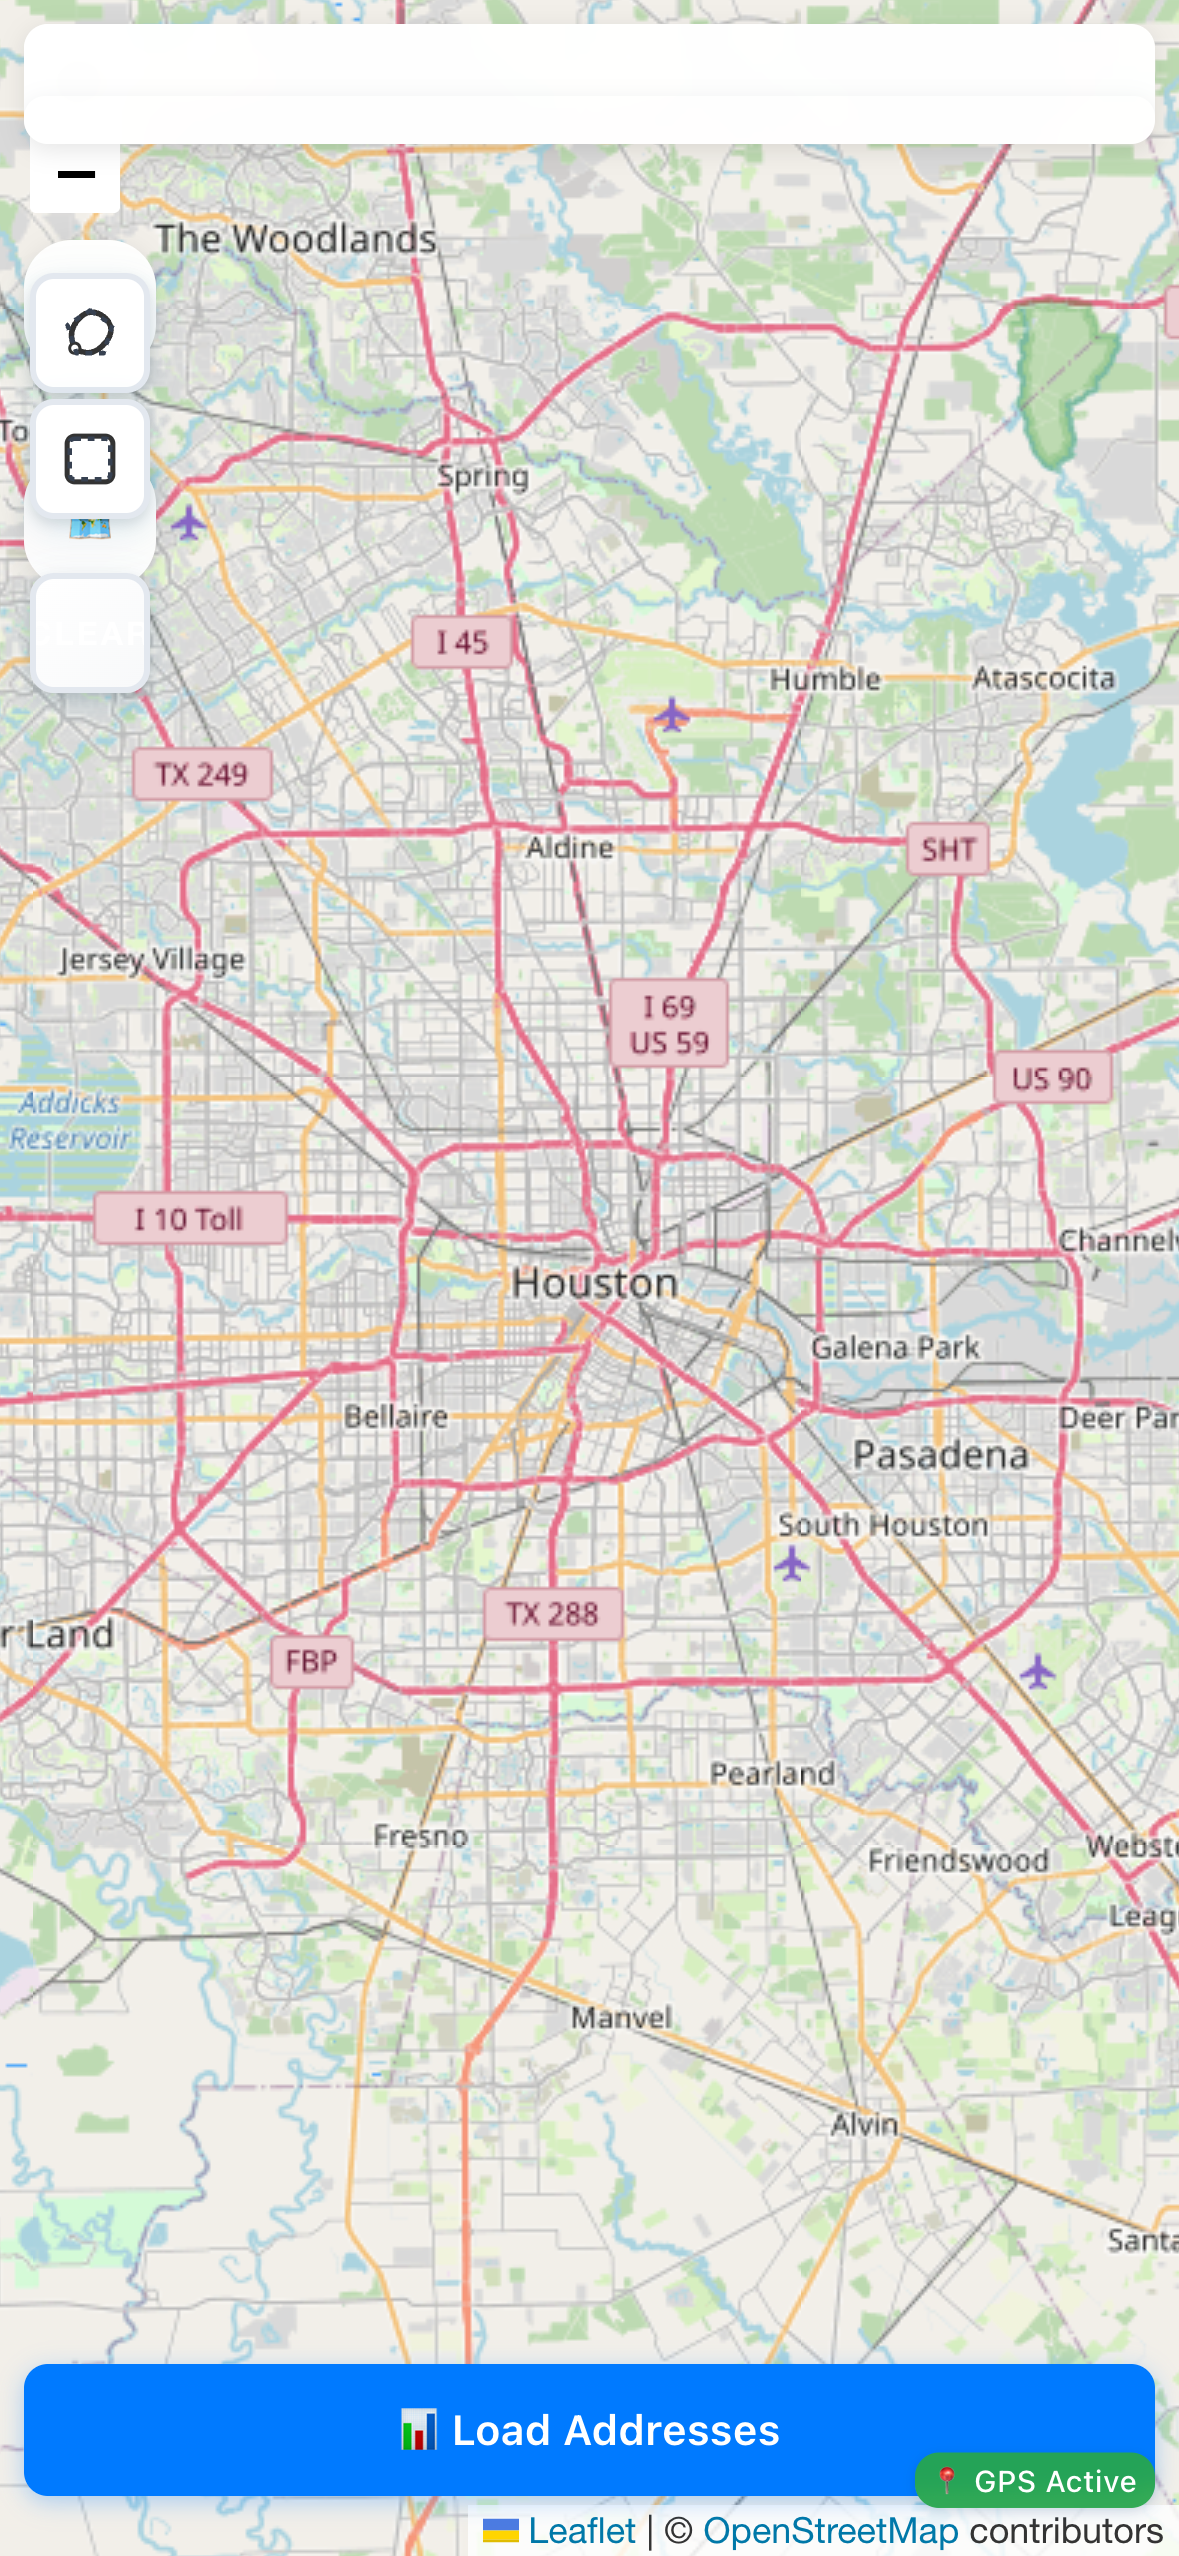 The Woodlands
To
Spring
I 45
Humble
Atascocita
TX 249
Aldine
SHT
Jersey Village
I 69
US 59
US 90
Addicks
Reservoir
I 10 Toll
Channelv
Houston
Galena Park
Bellaire
Deer Par
Pasadena
South Houston
TX 288
r Land
FBP
Pearland
Fresno
Webste
Friendswood
Leag
Manvel
Alvin
Santa
Load Addresses
GPS Active
Leaflet | © OpenStreetMap contributors